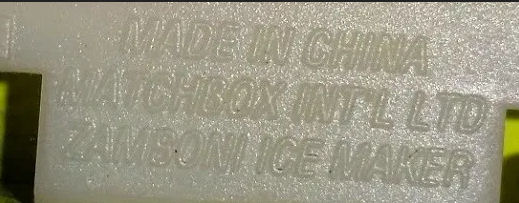 MADE IN CHINA
MATCHBOX INT'L LTD
ZAMBONI ICE MAKER